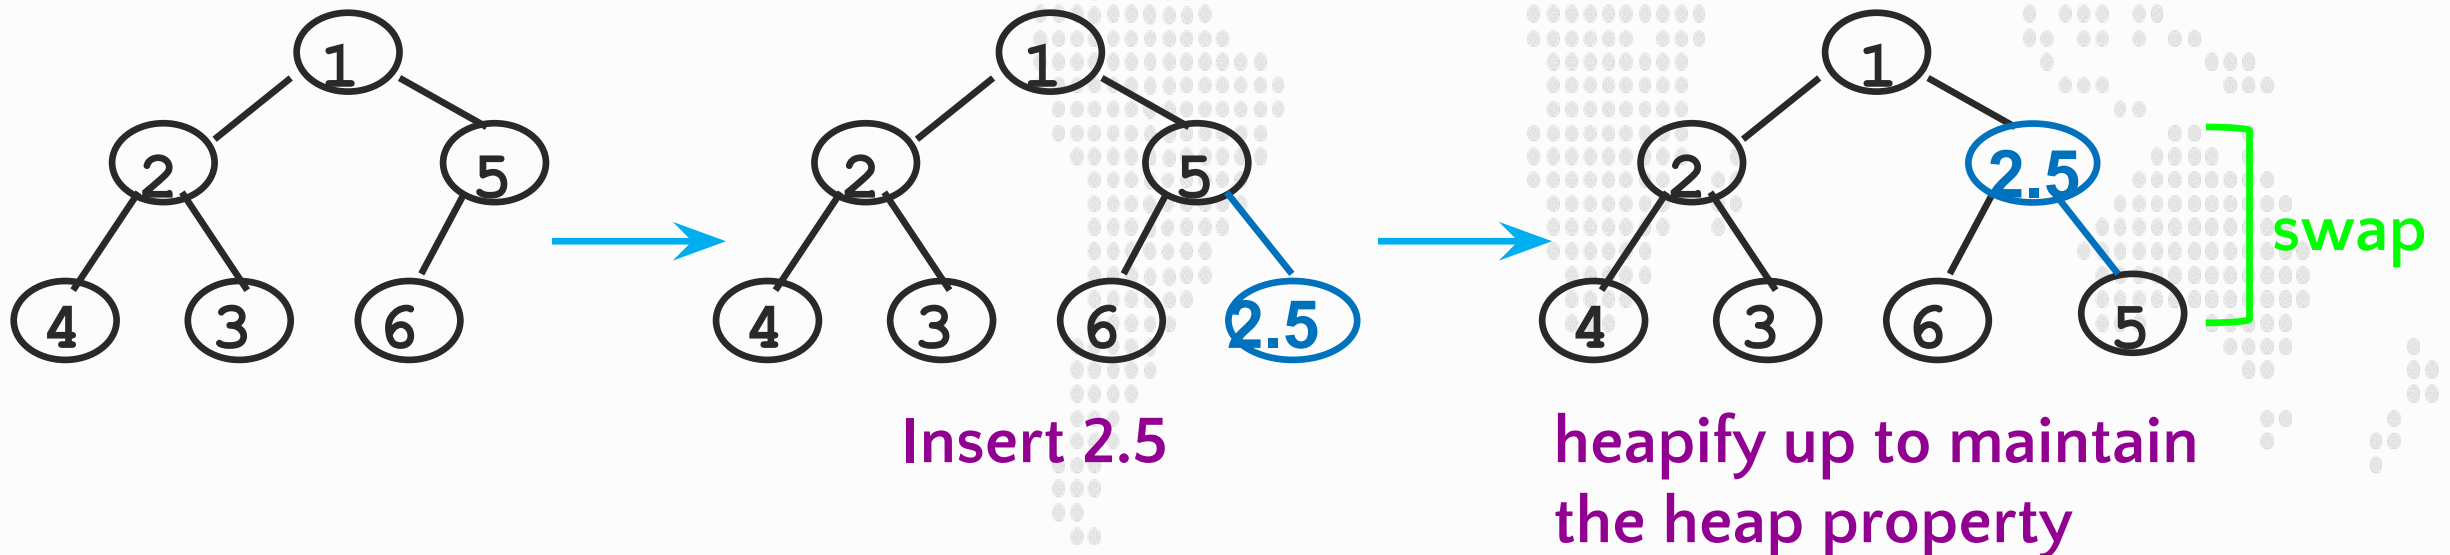 1 1 1
2 5 2 5 2 2.5
swap
4 3 6 4 3 6 2.5 4 3 6 5
Insert 2.5
heapify up to maintain
the heap property